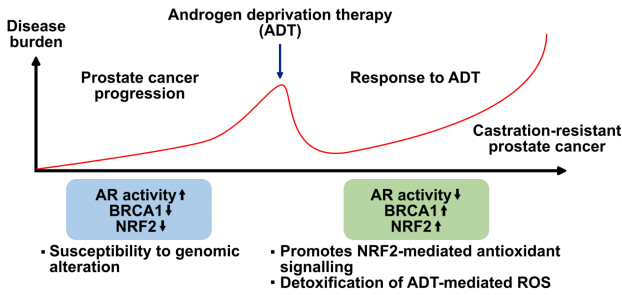 Androgen deprivation therapy
(ADT)
Disease
burden
Prostate cancer
progression
Response to ADT
Castration-resistant
prostate cancer
AR activity↑
BRCA1↓
NRF2↓
AR activity↓
BRCA1↑
NRF2↑
▪ Susceptibility to genomic
alteration
▪ Promotes NRF2-mediated antioxidant
signalling
▪ Detoxification of ADT-mediated ROS